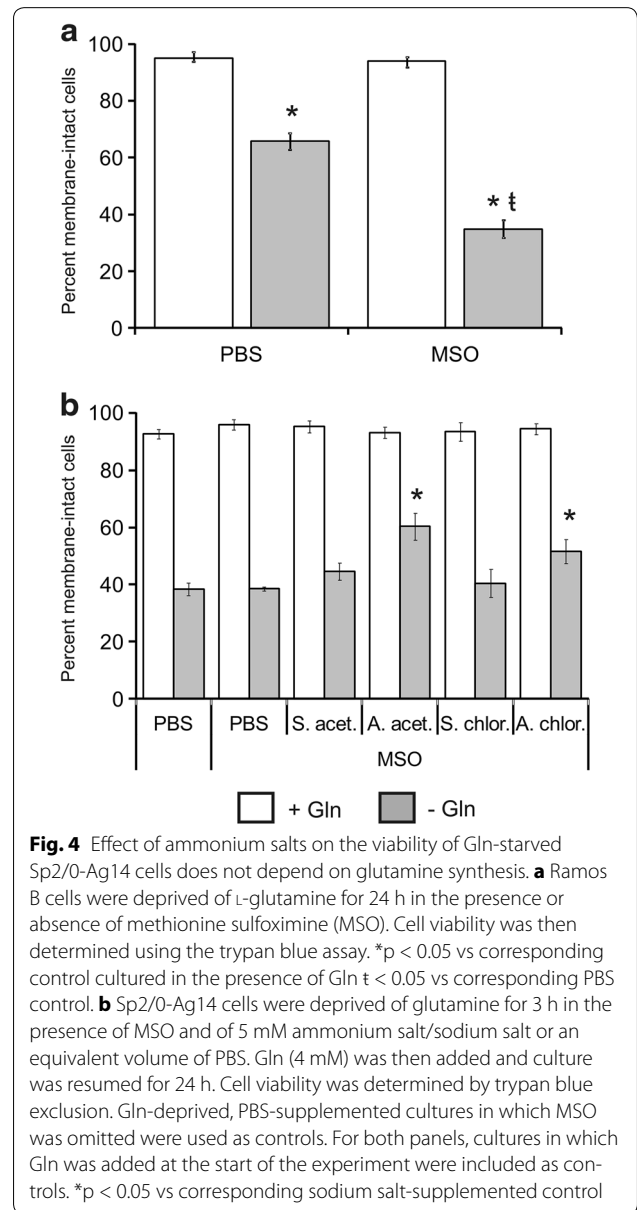 a
100
80
60
40
20
0
Percent membrane-intact cells
*
* ŧ
PBS MSO
b
100
80
60
40
20
0
Percent membrane-intact cells
*
*
PBS PBS S. acet. A. acet. S. chlor. A. chlor.
MSO
+ Gln - Gln
Fig. 4 Effect of ammonium salts on the viability of Gln-starved
Sp2/0-Ag14 cells does not depend on glutamine synthesis. a Ramos
B cells were deprived of L-glutamine for 24 h in the presence or
absence of methionine sulfoximine (MSO). Cell viability was then
determined using the trypan blue assay. *p < 0.05 vs corresponding
control cultured in the presence of Gln ŧ < 0.05 vs corresponding PBS
control. b Sp2/0-Ag14 cells were deprived of glutamine for 3 h in the
presence of MSO and of 5 mM ammonium salt/sodium salt or an
equivalent volume of PBS. Gln (4 mM) was then added and culture
was resumed for 24 h. Cell viability was determined by trypan blue
exclusion. Gln-deprived, PBS-supplemented cultures in which MSO
was omitted were used as controls. For both panels, cultures in which
Gln was added at the start of the experiment were included as con-
trols. *p < 0.05 vs corresponding sodium salt-supplemented control